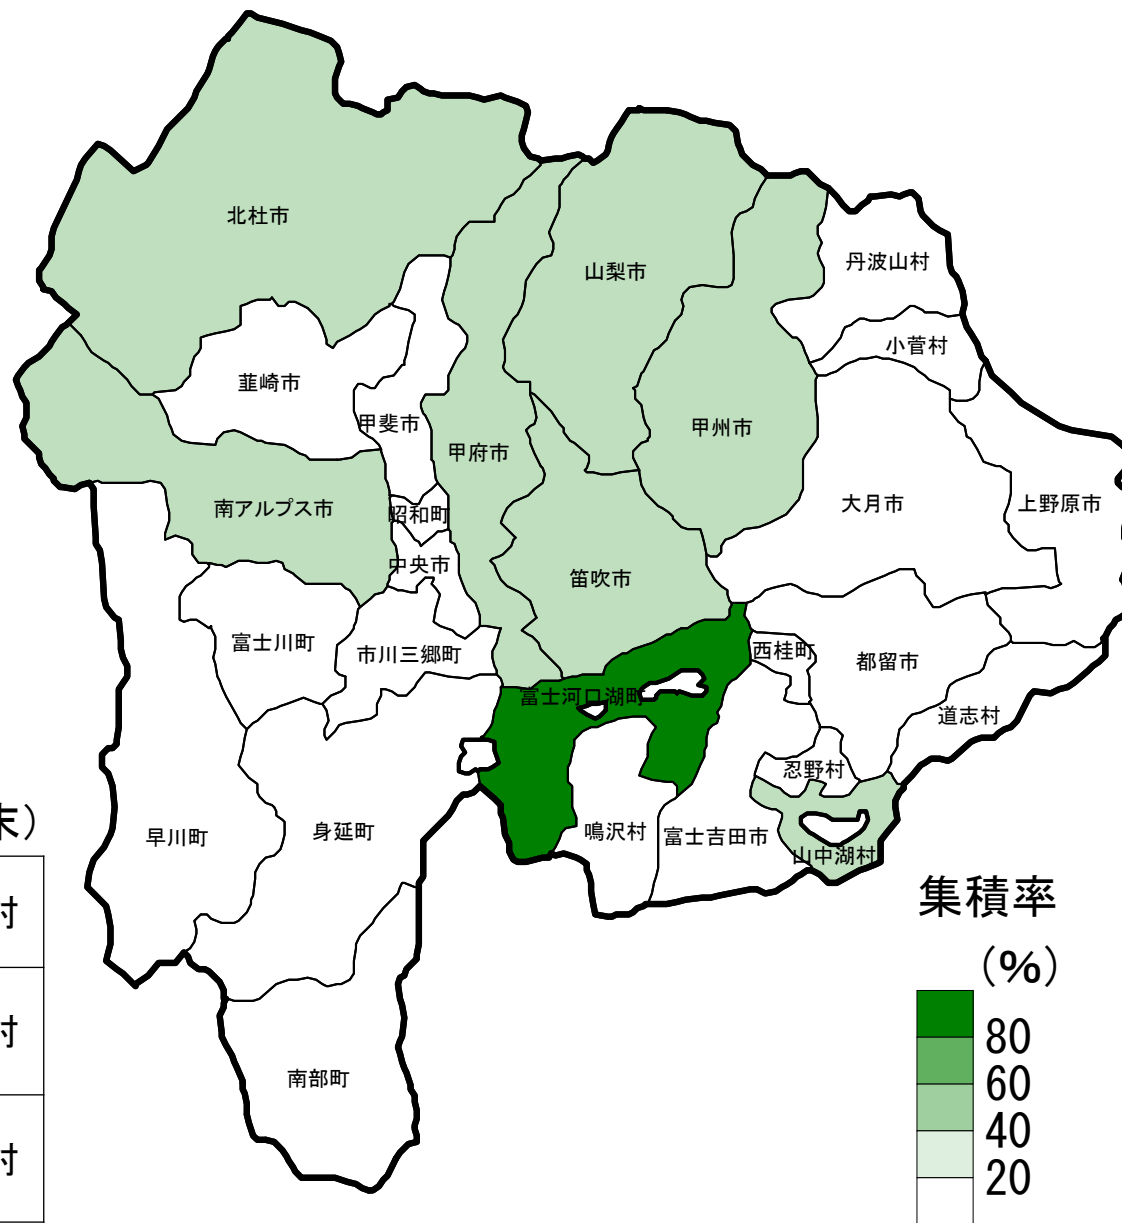 北杜市
山梨市
丹波山村
小菅村
韮崎市
甲斐市
甲州市
甲府市
南アルプス市
昭和町
大月市
上野原市
中央市
笛吹市
富士川町
市川三郷町
西桂町
都留市
富士河口湖町
道志村
忍野村
早川町
身延町
鳴沢村
富士吉田市
山中湖村
南部町
末）
村
村
村
集積率
（%）
80
60
40
20